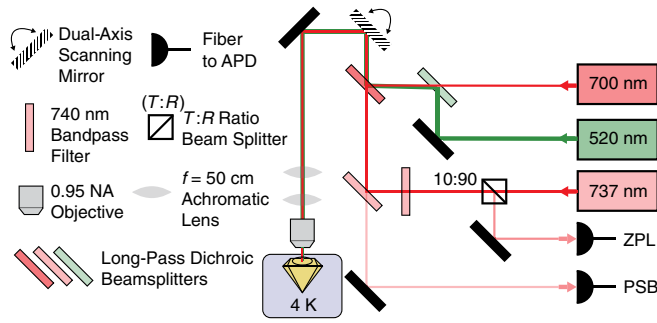 Dual-Axis
Scanning
Mirror
Fiber
to APD
740 nm
Bandpass
Filter
(T:R)
T:R Ratio
Beam Splitter
0.95 NA
Objective
f = 50 cm
Achromatic
Lens
Long-Pass Dichroic
Beamsplitters
4 K
10:90
700 nm
520 nm
737 nm
ZPL
PSB